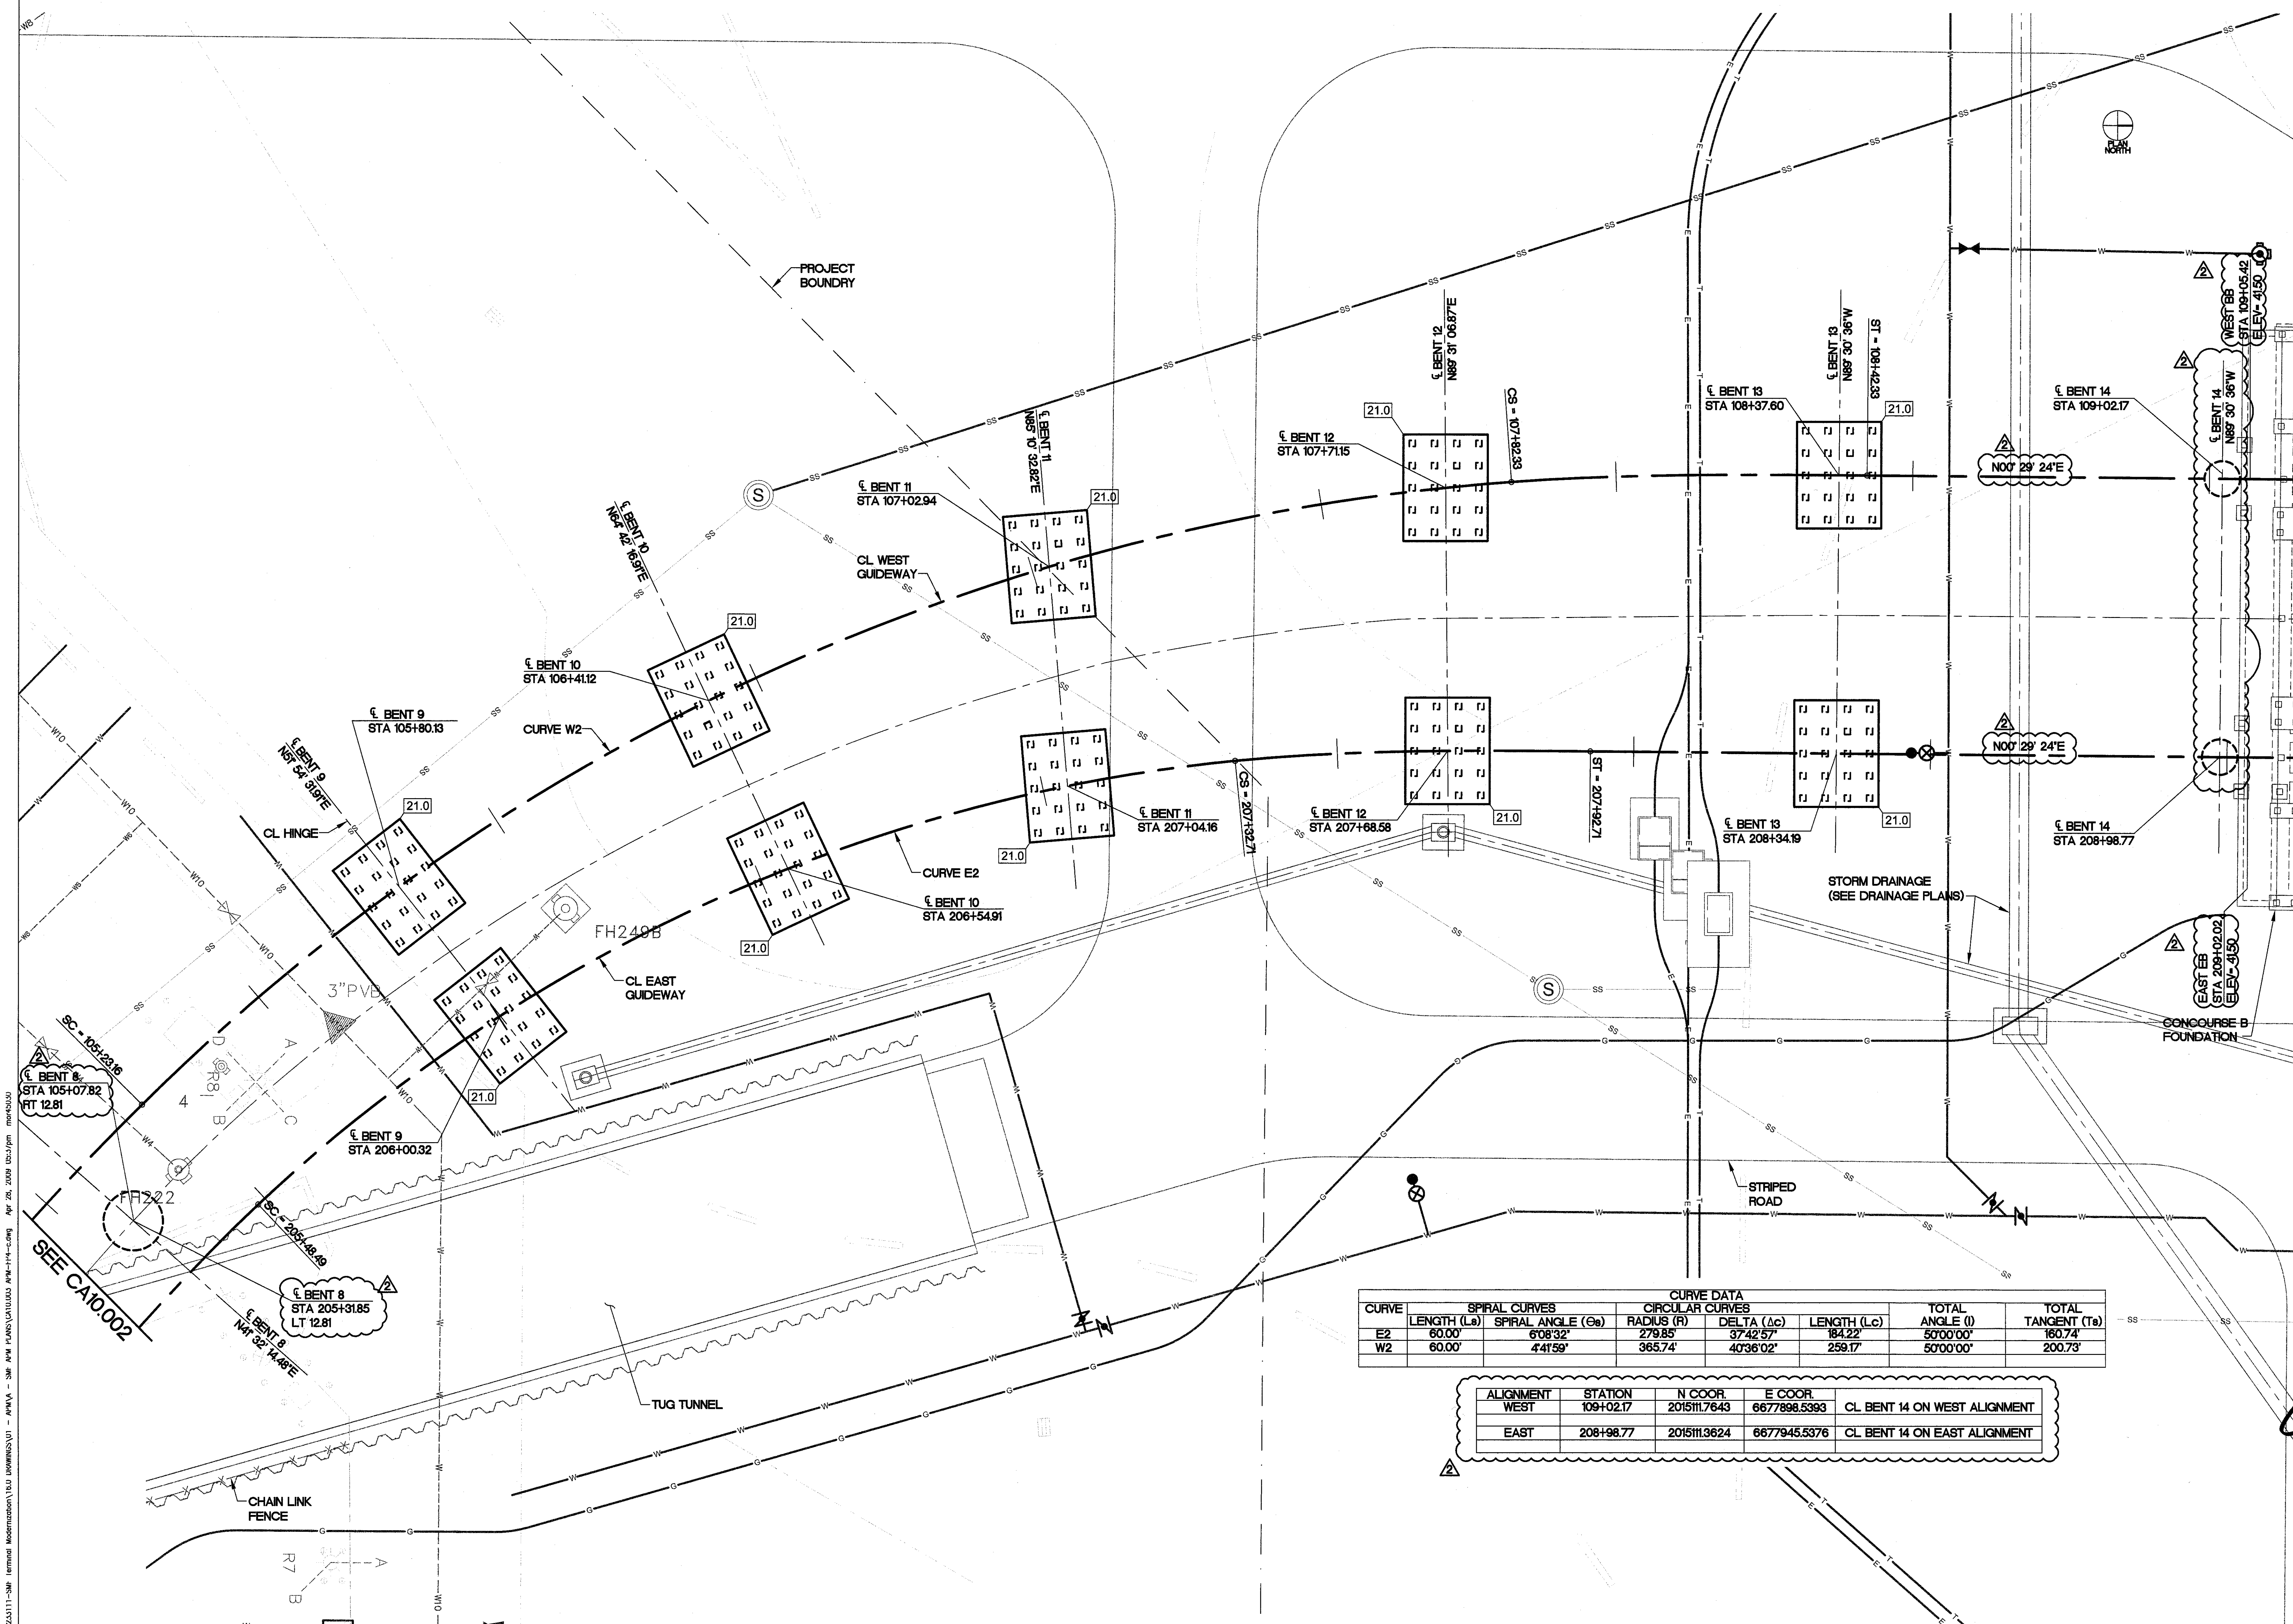 PLAN
NORTH
PROJECT
BOUNDRY
℄ BENT 12
N89° 31' 06.87"E
℄ BENT 13
N89° 30' 36"W
ST = 108+42.33
WEST BB
STA 109+05.42
ELEV= 41.50
2
2
℄ BENT 14
N89° 30' 36"W
℄ BENT 13
STA 108+37.60
21.0
℄ BENT 14
STA 109+02.17
21.0
CS = 107+82.33
℄ BENT 12
STA 107+71.15
2
N00° 29' 24"E
℄ BENT 11
N85° 10' 32.82"E
S
℄ BENT 11
STA 107+02.94
21.0
℄ BENT 10
N64° 42' 16.91"E
CL WEST
GUIDEWAY
21.0
℄ BENT 10
STA 106+41.12
CURVE W2
℄ BENT 9
STA 105+80.13
℄ BENT 9
N51° 54' 31.91"E
CL HINGE
21.0
2
N00° 29' 24"E
CS = 207+32.71
ST = 207+92.71
℄ BENT 11
STA 207+04.16
21.0
℄ BENT 12
STA 207+68.58
21.0
℄ BENT 13
STA 208+34.19
21.0
℄ BENT 14
STA 208+98.77
CURVE E2
℄ BENT 10
STA 206+54.91
21.0
FH249B
CL EAST
GUIDEWAY
3"PVB
STORM DRAINAGE
(SEE DRAINAGE PLANS)
2
EAST EB
STA 209+02.02
ELEV= 41.50
S
CONCOURSE B
FOUNDATION
SC = 105+23.16
2
℄ BENT 8
STA 105+07.82
RT 12.81
4
D
A
R8
B
C
21.0
℄ BENT 9
STA 206+00.32
FH222
SC = 205+48.49
SEE CA10.002
2
℄ BENT 8
STA 205+31.85
LT 12.81
℄ BENT 8
N41° 32' 14.48"E
STRIPED
ROAD
TUG TUNNEL
CHAIN LINK
FENCE
R7
A
B
CURVE DATA
CURVE SPIRAL CURVES CIRCULAR CURVES TOTAL TOTAL
LENGTH (Ls) SPIRAL ANGLE (Θs) RADIUS (R) DELTA (Δc) LENGTH (Lc) ANGLE (I) TANGENT (Ts)
E2 60.00' 6°08'32" 279.85' 37°42'57" 184.22' 50°00'00" 160.74'
W2 60.00' 4°41'59" 365.74' 40°36'02" 259.17' 50°00'00" 200.73'
ALIGNMENT STATION N COOR. E COOR.
WEST 109+02.17 2015111.7643 6677898.5393 CL BENT 14 ON WEST ALIGNMENT
EAST 208+98.77 2015111.3624 6677945.5376 CL BENT 14 ON EAST ALIGNMENT
2